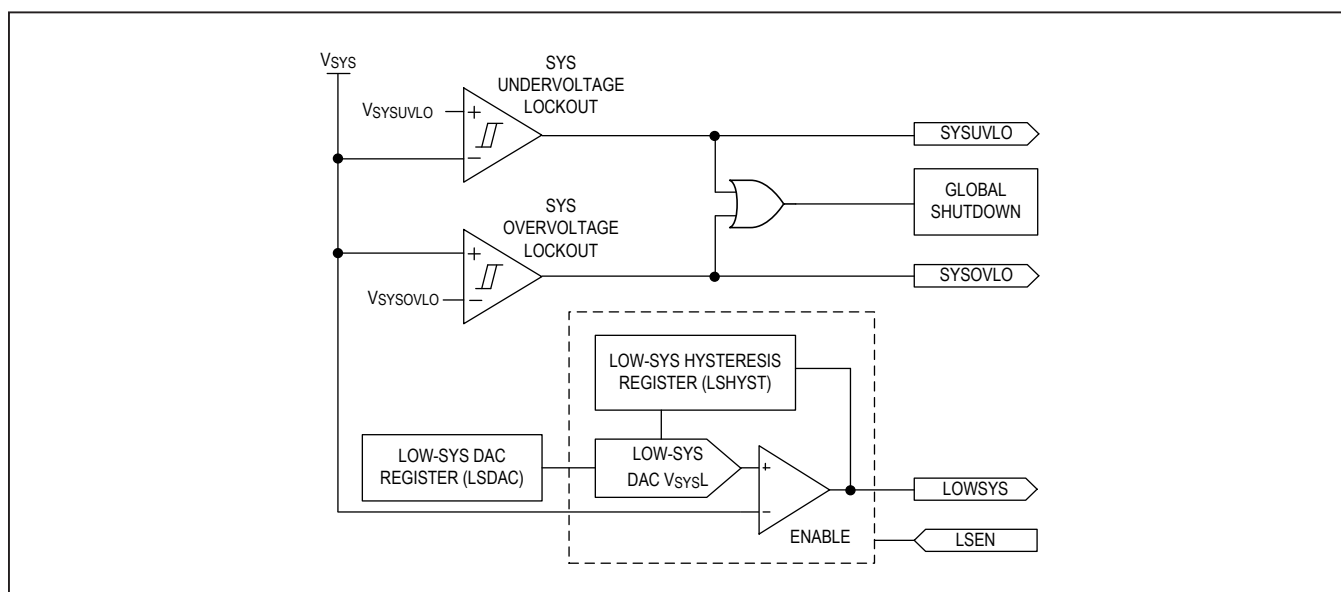 VSYS
SYS
UNDERVOLTAGE
LOCKOUT
VSYSUVLO
+
−
SYSUVLO
GLOBAL
SHUTDOWN
SYS
OVERVOLTAGE
LOCKOUT
+
−
VSYSOVLO
SYSOVLO
LOW-SYS HYSTERESIS
REGISTER (LSHYST)
LOW-SYS DAC
REGISTER (LSDAC)
LOW-SYS
DAC VSYSL
+
−
LOWSYS
ENABLE
LSEN